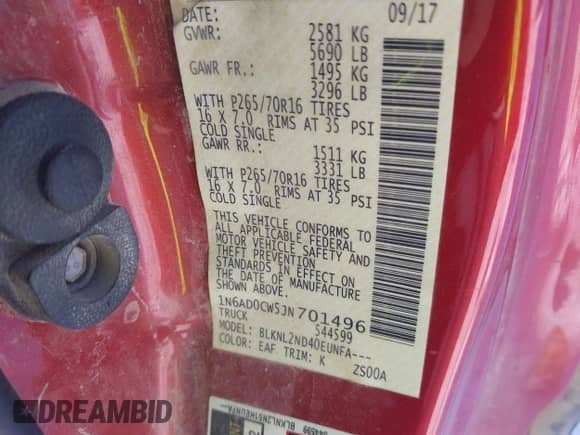 DATE: 09/17
GVWR: 2581 KG
5690 LB
GAWR FR.: 1495 KG
3296 LB
WITH P265/70R16 TIRES
16 X 7.0 RIMS AT 35 PSI
COLD SINGLE
GAWR RR.: 1511 KG
3331 LB
WITH P265/70R16 TIRES
16 X 7.0 RIMS AT 35 PSI
COLD SINGLE
THIS VEHICLE CONFORMS TO
ALL APPLICABLE FEDERAL
MOTOR VEHICLE SAFETY AND
THEFT PREVENTION
STANDARDS IN EFFECT ON
THE DATE OF MANUFACTURE
1N6AD0CW5JN701496
TRUCK S44599
MODEL: BLKNL2ND40EUNFA---
COLOR: EAF TRIM: K ZS00A
DREAMBID